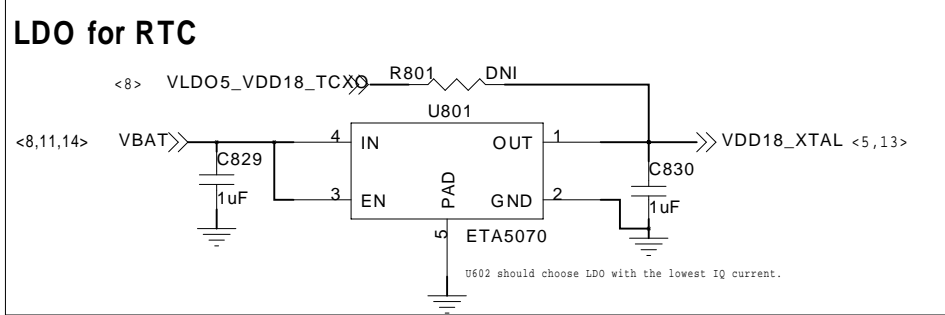 LDO for RTC
<8> VLDO5_VDD18_TCXO R801 DNI
U801
<8,11,14> VBAT 4 IN OUT 1 VDD18_XTAL <5,13>
C829 C830
1uF 3 EN PAD GND 2 1uF
5 ETA5070
U602 should choose LDO with the lowest IQ current.